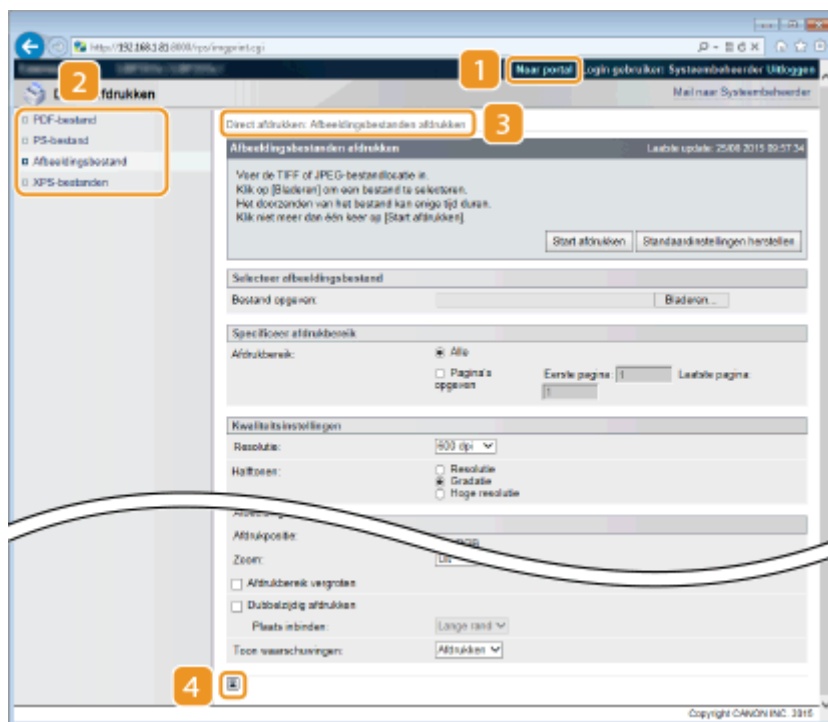 http://192.168.1.81:8000/rps/imgprint.cgi
1
Naar portal Login gebruiker: Systeembeheerder Uitloggen
2
fdrukken
Mail naar Systeembeheerder
PDF-bestand
PS-bestand
Afbeeldingsbestand
XPS-bestanden
Direct afdrukken: Afbeeldingsbestanden afdrukken
3
Afbeeldingsbestanden afdrukken
Laatste update: 25/08 2015 09:57:34
Voer de TIFF of JPEG-bestandlocatie in.
Klik op [Bladeren] om een bestand te selecteren.
Het doorzenden van het bestand kan enige tijd duren.
Klik niet meer dan één keer op [Start afdrukken].
Start afdrukken
Standaardinstellingen herstellen
Selecteer afbeeldingsbestand
Bestand opgeven:
Bladeren...
Specificeer afdrukbereik
Afdrukbereik:
Alle
Pagina's opgeven
Eerste pagina: 1
Laatste pagina: 1
Kwaliteitsinstellingen
Resolutie:
600 dpi
Halftonen:
Resolutie
Gradatie
Hoge resolutie
Afdrukpositie:
Zoom:
Afdrukbereik vergroten
Dubbelzijdig afdrukken
Plaats inbinden:
Lange rand
Toon waarschuwingen:
Afdrukken
4
Copyright CANON INC. 2015